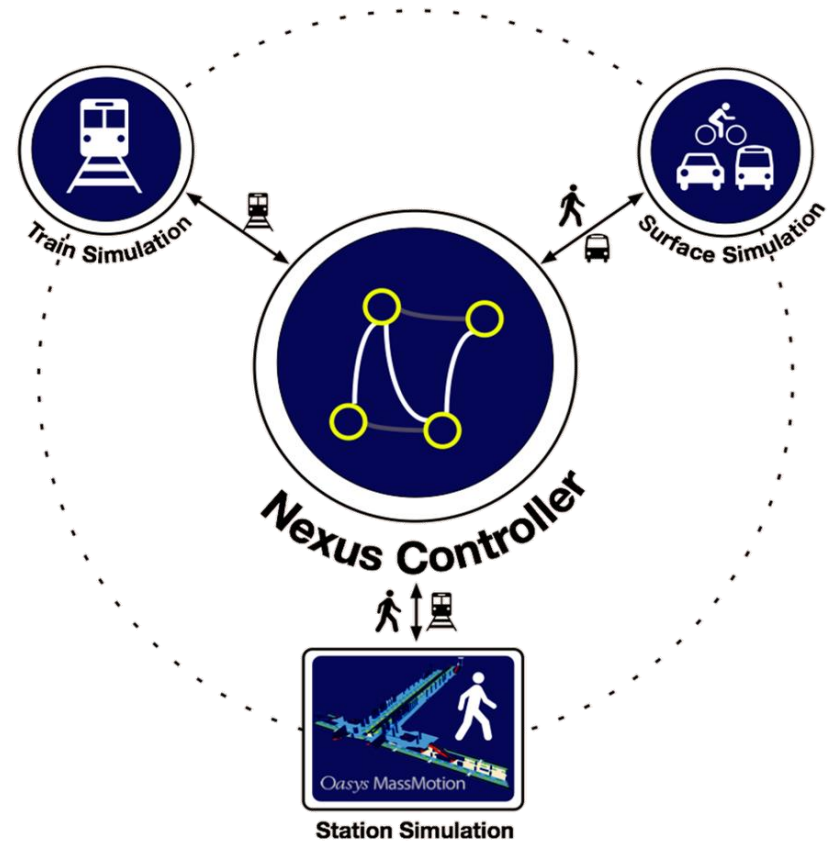 Train Simulation
Surface Simulation
Nexus Controller
Oasys MassMotion
Station Simulation